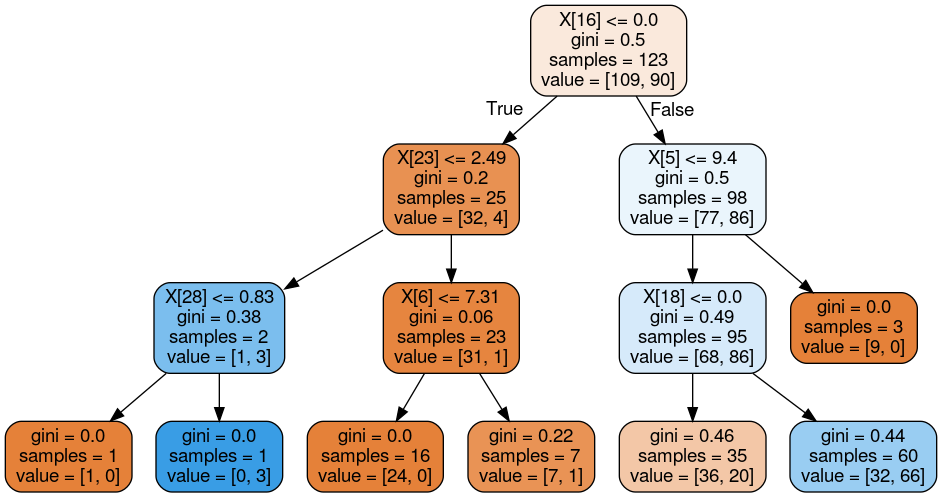 X[16] <= 0.0
gini = 0.5
samples = 123
value = [109, 90]
True
False
X[23] <= 2.49
gini = 0.2
samples = 25
value = [32, 4]
X[5] <= 9.4
gini = 0.5
samples = 98
value = [77, 86]
X[28] <= 0.83
gini = 0.38
samples = 2
value = [1, 3]
X[6] <= 7.31
gini = 0.06
samples = 23
value = [31, 1]
X[18] <= 0.0
gini = 0.49
samples = 95
value = [68, 86]
gini = 0.0
samples = 3
value = [9, 0]
gini = 0.0
samples = 1
value = [1, 0]
gini = 0.0
samples = 1
value = [0, 3]
gini = 0.0
samples = 16
value = [24, 0]
gini = 0.22
samples = 7
value = [7, 1]
gini = 0.46
samples = 35
value = [36, 20]
gini = 0.44
samples = 60
value = [32, 66]